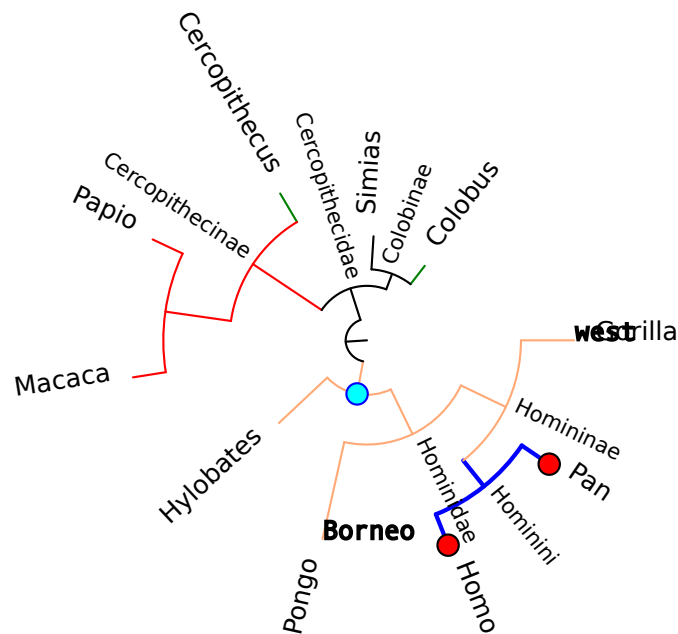 Cercopithecus
Cercopithecidae
Simias
Colobinae
Colobus
Cercopithecinae
Papio
Macaca
west
Gorilla
Homininae
Hylobates
Hominidae
Pan
Hominini
Borneo
Pongo
Homo